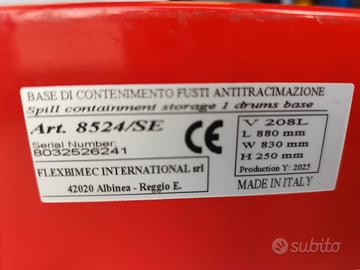 BASE DI CONTENIMENTO FUSTI ANTITRACIMAZIONE
Spill containment storage 1 drums base
Art. 8524/SE
Serial Number:
8032526241
CE
V 208L
L 880 mm
W 830 mm
H 250 mm
Production Y: 2025
FLEXBIMEC INTERNATIONAL srl
42020 Albinea - Reggio E.
MADE IN ITALY
subito